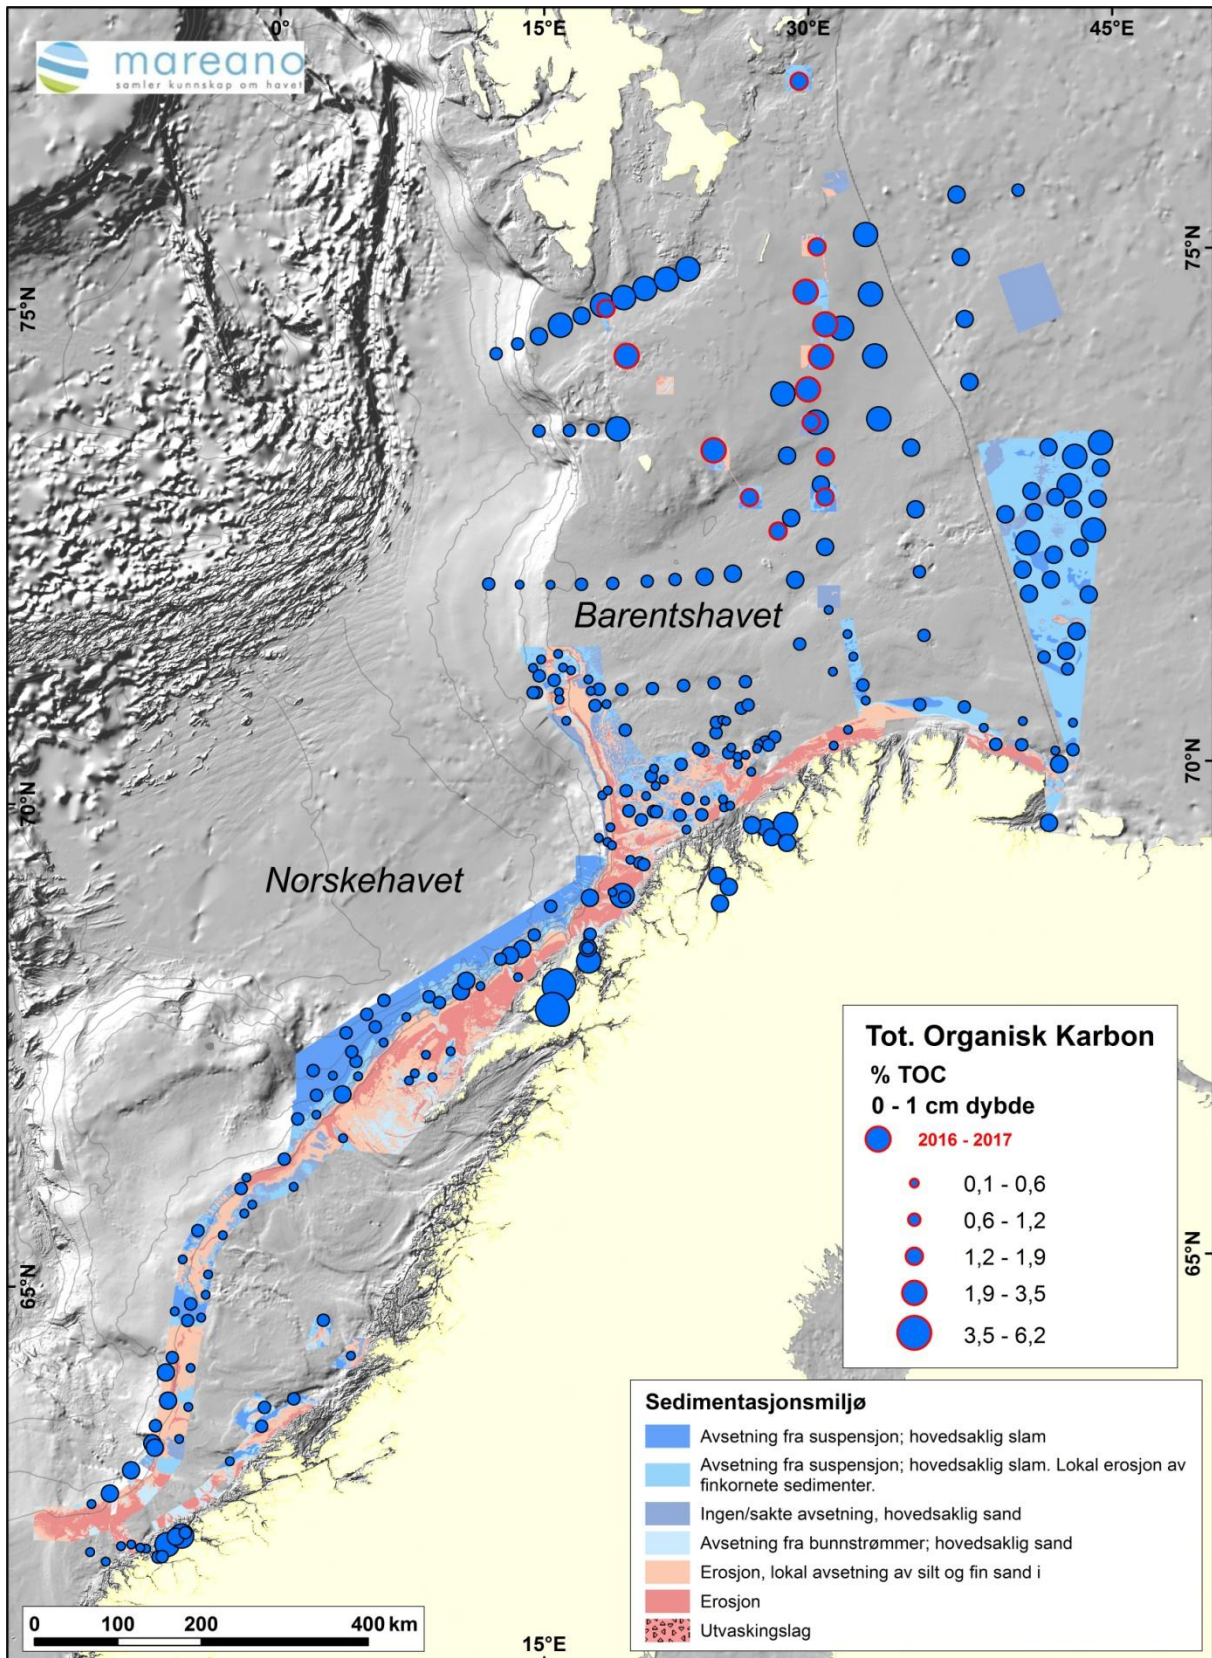 0°
15°E
30°E
45°E
mareano
samler kunnskap om havet
75°N
75°N
Barentshavet
70°N
70°N
Norskehavet
65°N
65°N
Tot. Organisk Karbon
% TOC
0 - 1 cm dybde
2016 - 2017
0,1 - 0,6
0,6 - 1,2
1,2 - 1,9
1,9 - 3,5
3,5 - 6,2
Sedimentasjonsmiljø
Avsetning fra suspensjon; hovedsaklig slam
Avsetning fra suspensjon; hovedsaklig slam. Lokal erosjon av
finkornete sedimenter.
Ingen/sakte avsetning, hovedsaklig sand
Avsetning fra bunnstrømmer; hovedsaklig sand
Erosjon, lokal avsetning av silt og fin sand i
Erosjon
Utvaskingslag
0 100 200 400 km
15°E